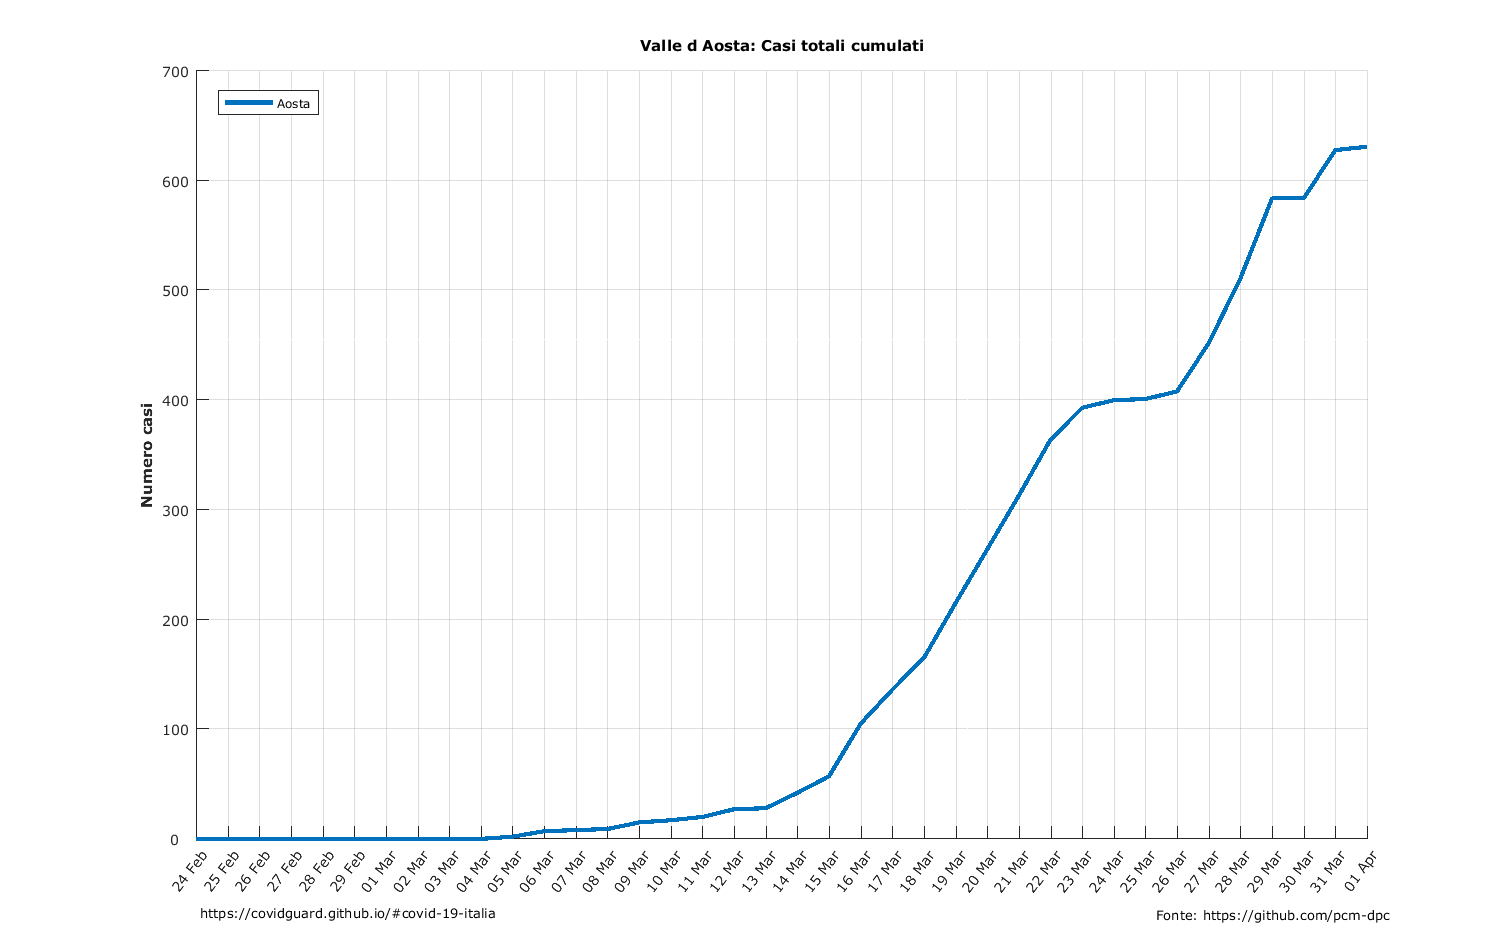 Valle d Aosta: Casi totali cumulati
Aosta
Numero casi
700
600
500
400
300
200
100
0
24 Feb
25 Feb
26 Feb
27 Feb
28 Feb
29 Feb
01 Mar
02 Mar
03 Mar
04 Mar
05 Mar
06 Mar
07 Mar
08 Mar
09 Mar
10 Mar
11 Mar
12 Mar
13 Mar
14 Mar
15 Mar
16 Mar
17 Mar
18 Mar
19 Mar
20 Mar
21 Mar
22 Mar
23 Mar
24 Mar
25 Mar
26 Mar
27 Mar
28 Mar
29 Mar
30 Mar
31 Mar
01 Apr
https://covidguard.github.io/#covid-19-italia
Fonte: https://github.com/pcm-dpc